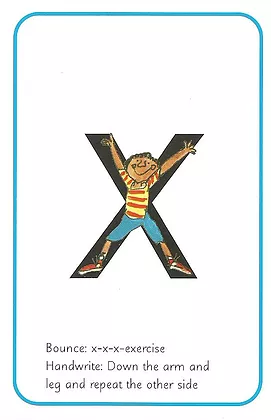 X
Bounce: x-x-x-exercise
Handwrite: Down the arm and
leg and repeat the other side